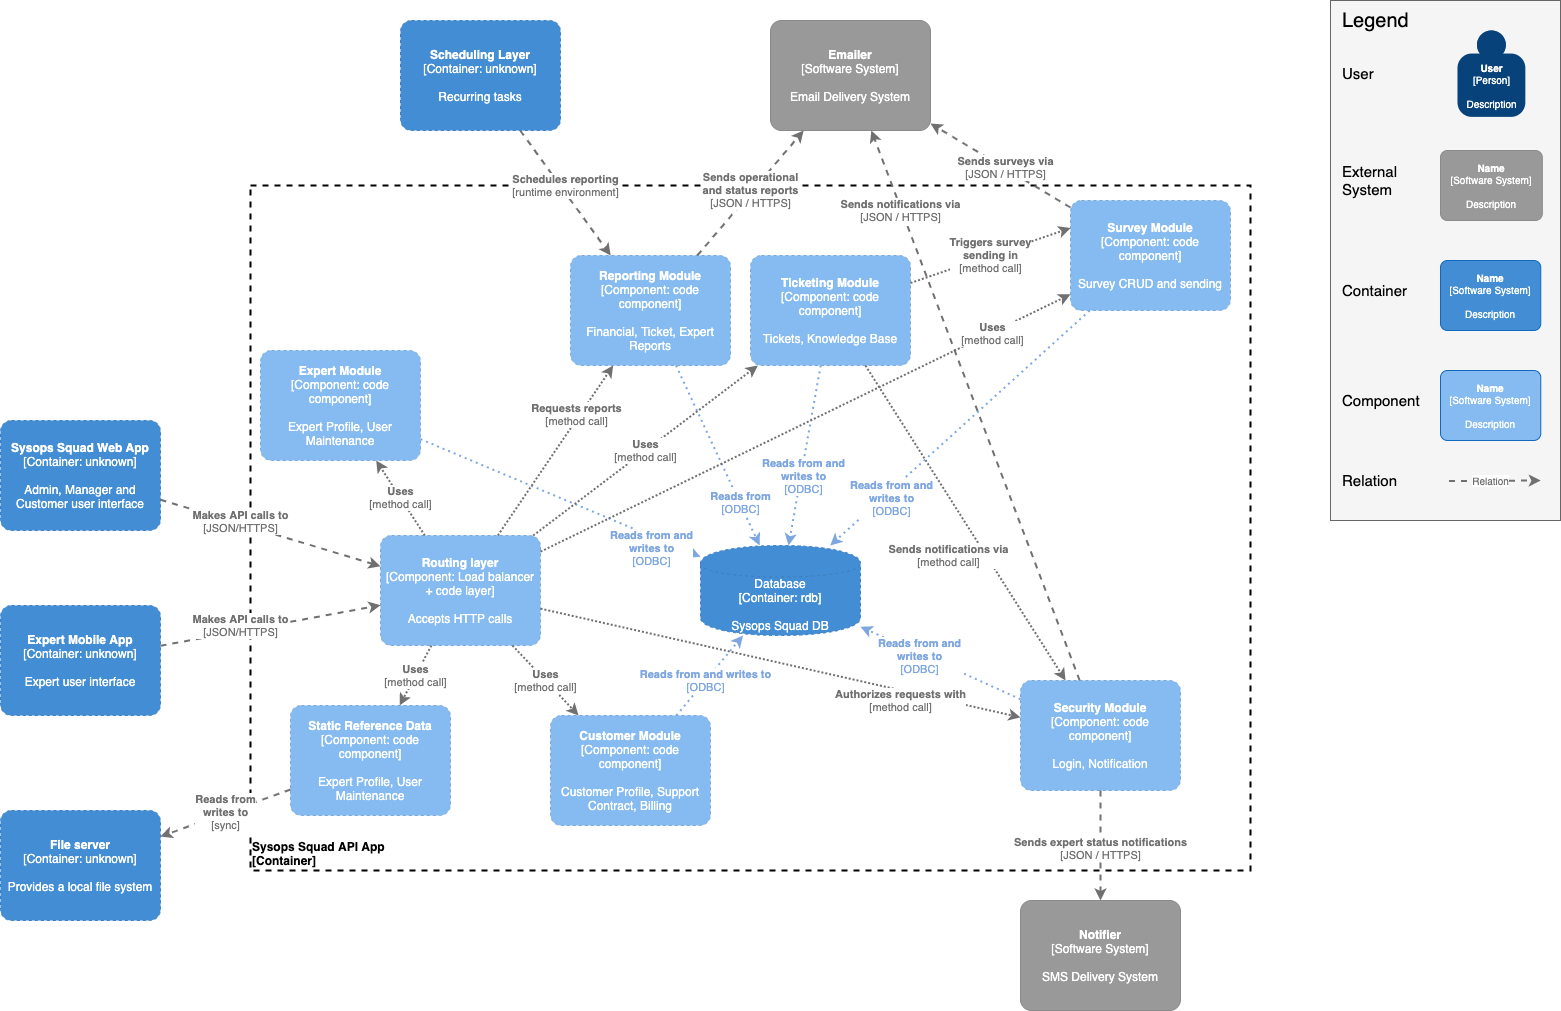 Scheduling Layer
[Container: unknown]
Recurring tasks
Emailer
[Software System]
Email Delivery System
Legend
User
User
[Person]
Description
External
System
Name
[Software System]
Description
Container
Name
[Software System]
Description
Component
Name
[Software System]
Description
Relation
Relation
Schedules reporting
[runtime environment]
Sends operational
and status reports
[JSON / HTTPS]
Sends surveys via
[JSON / HTTPS]
Sends notifications via
[JSON / HTTPS]
Triggers survey
sending in
[method call]
Survey Module
[Component: code
component]
Survey CRUD and sending
Reporting Module
[Component: code
component]
Financial, Ticket, Expert
Reports
Ticketing Module
[Component: code
component]
Tickets, Knowledge Base
Uses
[method call]
Expert Module
[Component: code
component]
Expert Profile, User
Maintenance
Requests reports
[method call]
Uses
[method call]
Sysops Squad Web App
[Container: unknown]
Admin, Manager and
Customer user interface
Uses
[method call]
Reads from
[ODBC]
Reads from and
writes to
[ODBC]
Reads from and
writes to
[ODBC]
Makes API calls to
[JSON/HTTPS]
Reads from and
writes to
[ODBC]
Sends notifications via
[method call]
Routing layer
[Component: Load balancer
+ code layer]
Accepts HTTP calls
Database
[Container: rdb]
Sysops Squad DB
Makes API calls to
[JSON/HTTPS]
Expert Mobile App
[Container: unknown]
Expert user interface
Uses
[method call]
Uses
[method call]
Reads from and writes to
[ODBC]
Reads from and
writes to
[ODBC]
Authorizes requests with
[method call]
Static Reference Data
[Component: code
component]
Expert Profile, User
Maintenance
Customer Module
[Component: code
component]
Customer Profile, Support
Contract, Billing
Security Module
[Component: code
component]
Login, Notification
Reads from
writes to
[sync]
File server
[Container: unknown]
Provides a local file system
Sysops Squad API App
[Container]
Sends expert status notifications
[JSON / HTTPS]
Notifier
[Software System]
SMS Delivery System